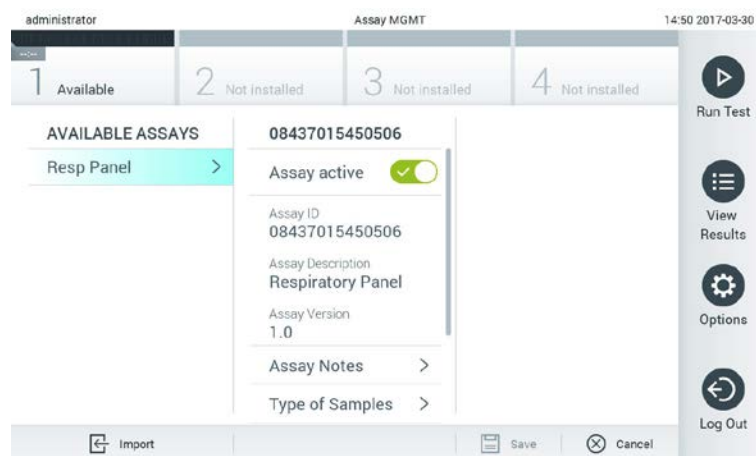 administrator Assay MGMT 14:50 2017-03-30
--:--
1 Available 2 Not installed 3 Not installed 4 Not installed
Run Test
AVAILABLE ASSAYS
Resp Panel
08437015450506
Assay active
Assay ID
08437015450506
Assay Description
Respiratory Panel
Assay Version
1.0
Assay Notes
Type of Samples
View
Results
Options
Log Out
Import Save Cancel